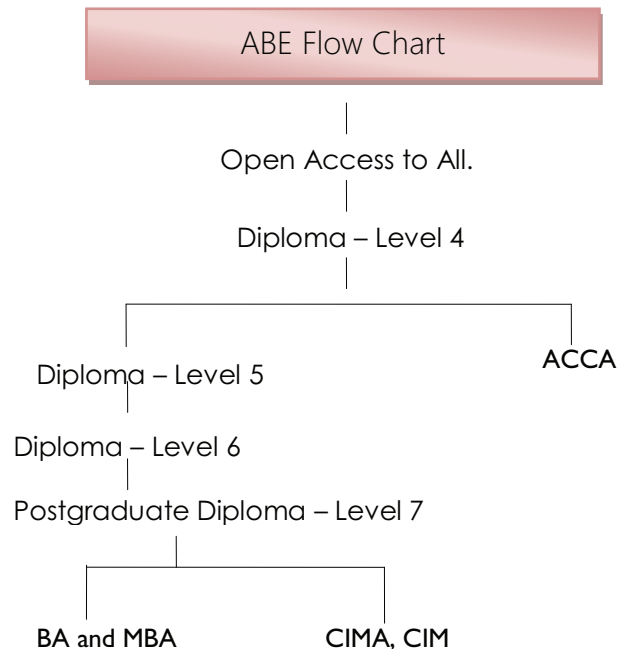 ABE Flow Chart
Open Access to All.
Diploma – Level 4
ACCA
Diploma – Level 5
Diploma – Level 6
Postgraduate Diploma – Level 7
BA and MBA
CIMA, CIM